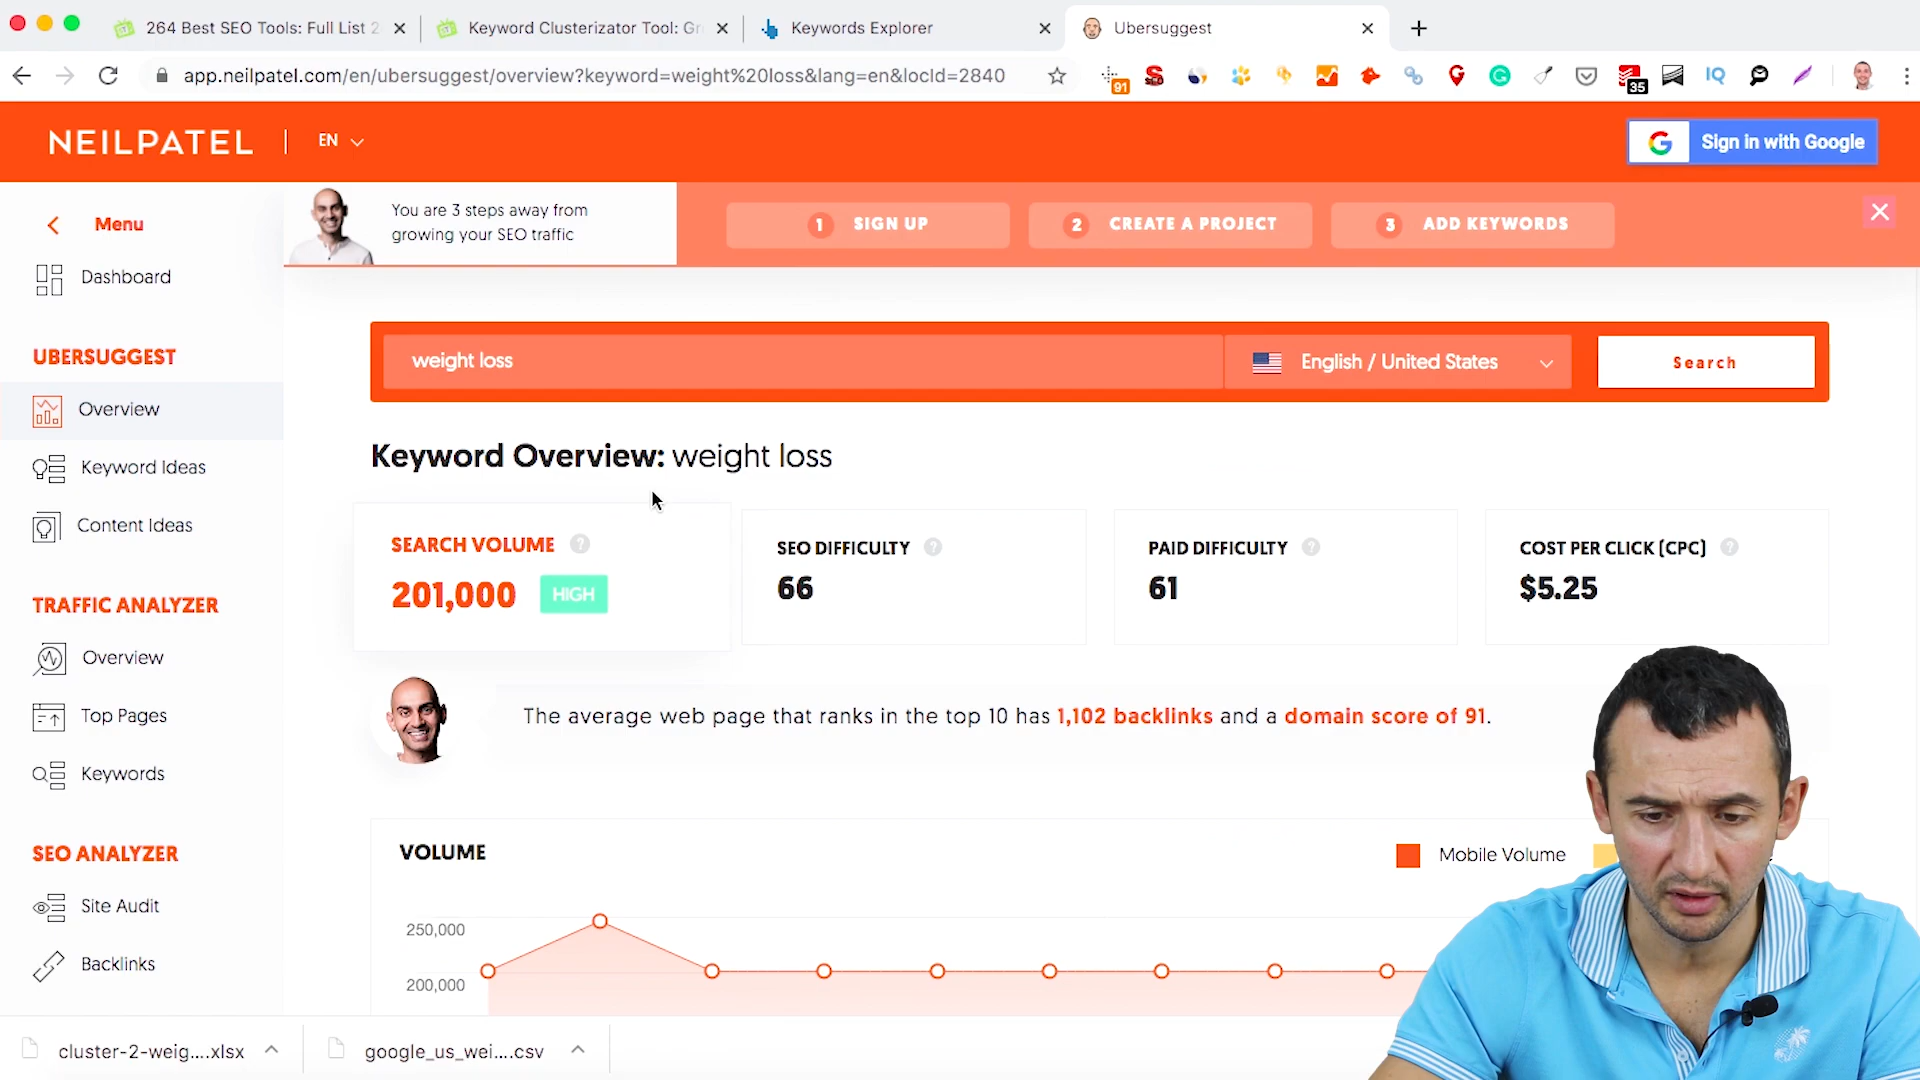 264 Best SEO Tools: Full List 2
Keyword Clusterizator Tool: Gr
Keywords Explorer
Ubersuggest
app.neilpatel.com/en/ubersuggest/overview?keyword=weight%20loss&lang=en&locId=2840
91
35
IQ
NEILPATEL
EN
Sign in with Google
Menu
You are 3 steps away from
growing your SEO traffic
1 SIGN UP
2 CREATE A PROJECT
3 ADD KEYWORDS
Dashboard
UBERSUGGEST
Overview
Keyword Ideas
Content Ideas
TRAFFIC ANALYZER
Overview
Top Pages
Keywords
SEO ANALYZER
Site Audit
Backlinks
weight loss
English / United States
Search
Keyword Overview: weight loss
SEARCH VOLUME ?
201,000 HIGH
SEO DIFFICULTY ?
66
PAID DIFFICULTY ?
61
COST PER CLICK (CPC) ?
$5.25
The average web page that ranks in the top 10 has 1,102 backlinks and a domain score of 91.
VOLUME
Mobile Volume
250,000
200,000
cluster-2-weig....xlsx
google_us_wei....csv